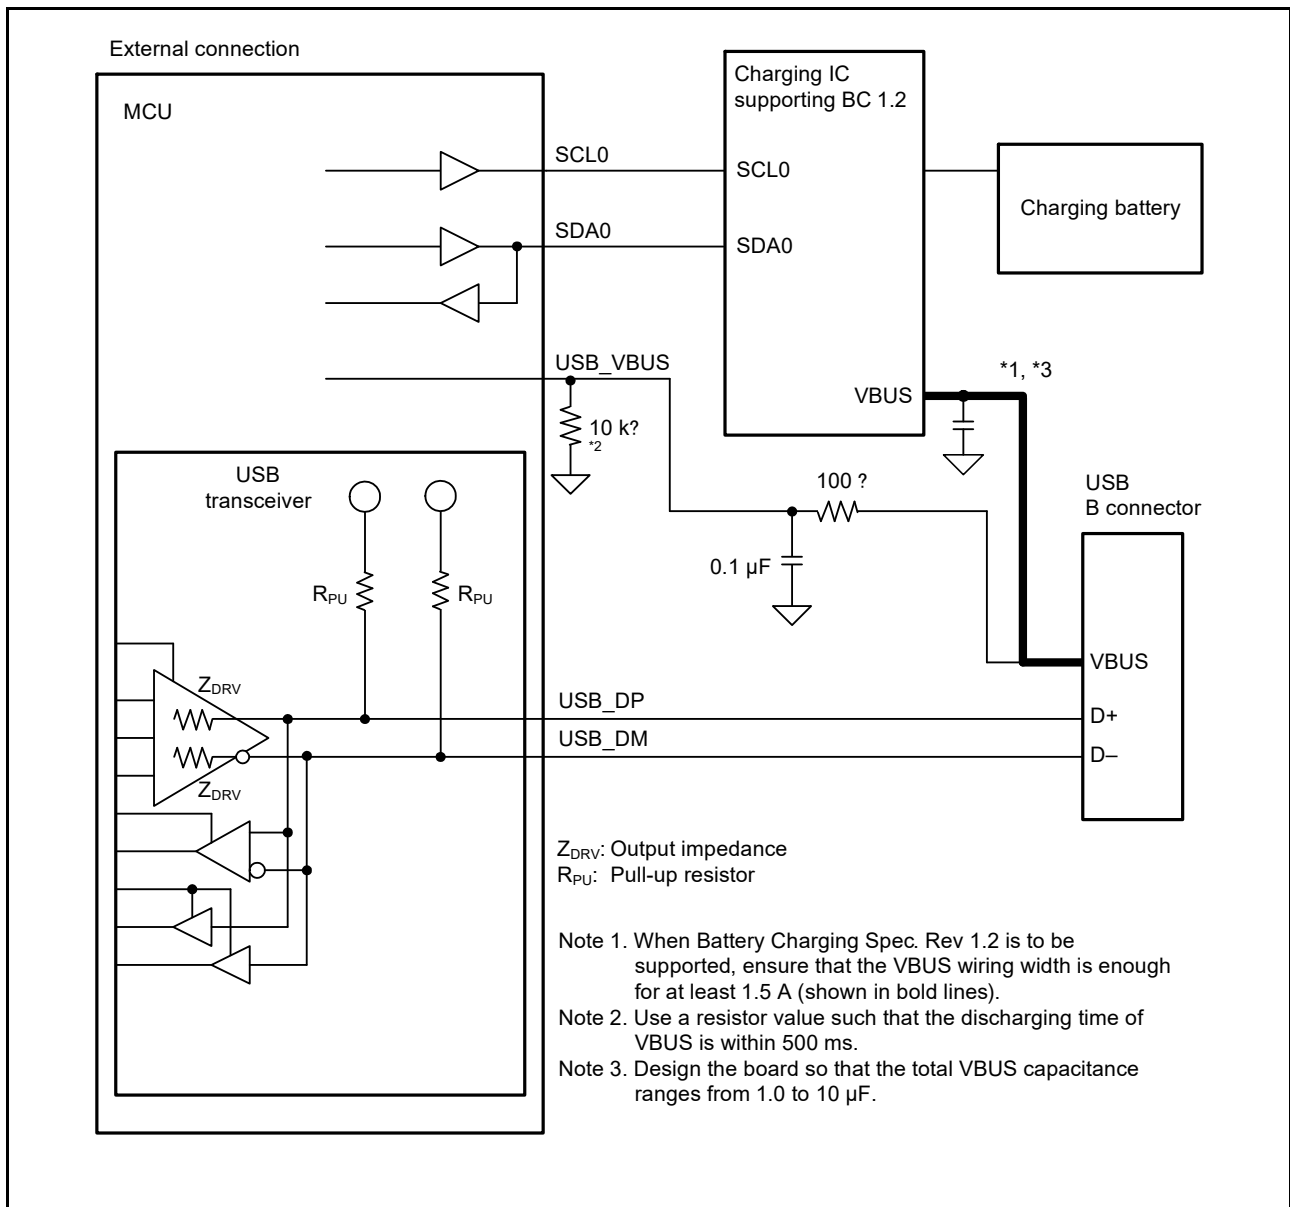 External connection
MCU
Charging IC
supporting BC 1.2
SCL0
SCL0
Charging battery
SDA0
SDA0
USB_VBUS
*1, *3
VBUS
10 k?
*2
USB
transceiver
100 ?
USB
B connector
0.1 µF
RPU
RPU
VBUS
ZDRV
USB_DP
D+
USB_DM
D–
ZDRV
ZDRV: Output impedance
RPU: Pull-up resistor
Note 1. When Battery Charging Spec. Rev 1.2 is to be
supported, ensure that the VBUS wiring width is enough
for at least 1.5 A (shown in bold lines).
Note 2. Use a resistor value such that the discharging time of
VBUS is within 500 ms.
Note 3. Design the board so that the total VBUS capacitance
ranges from 1.0 to 10 µF.